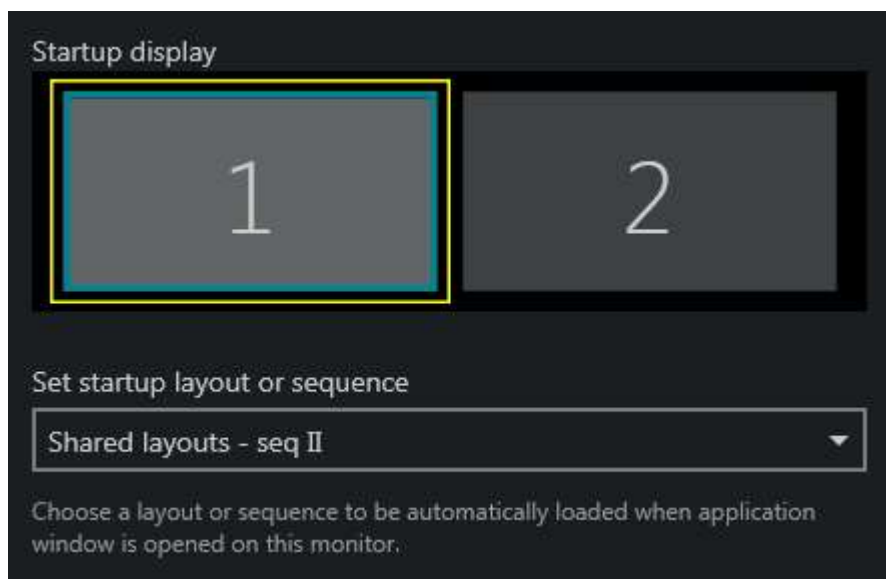 Startup display
1
2
Set startup layout or sequence
Shared layouts - seq II
Choose a layout or sequence to be automatically loaded when application
window is opened on this monitor.